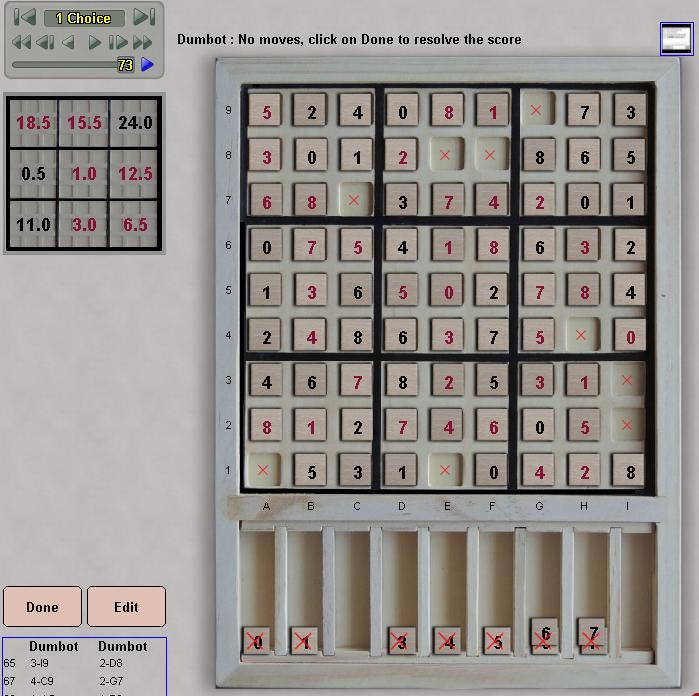 1 Choice
73
Dumbot : No moves, click on Done to resolve the score
18.5 15.5 24.0
0.5 1.0 12.5
11.0 3.0 6.5
9 5 2 4 0 8 1 × 7 3
8 3 0 1 2 × × 8 6 5
7 6 8 × 3 7 4 2 0 1
6 0 7 5 4 1 8 6 3 2
5 1 3 6 5 0 2 7 8 4
4 2 4 8 6 3 7 5 × 0
3 4 6 7 8 2 5 3 1 ×
2 8 1 2 7 4 6 0 5 ×
1 × 5 3 1 × 0 4 2 8
A B C D E F G H I
0 1 3 4 5 6 7
Done Edit
Dumbot Dumbot
65 3-I9 2-D8
67 4-C9 2-G7